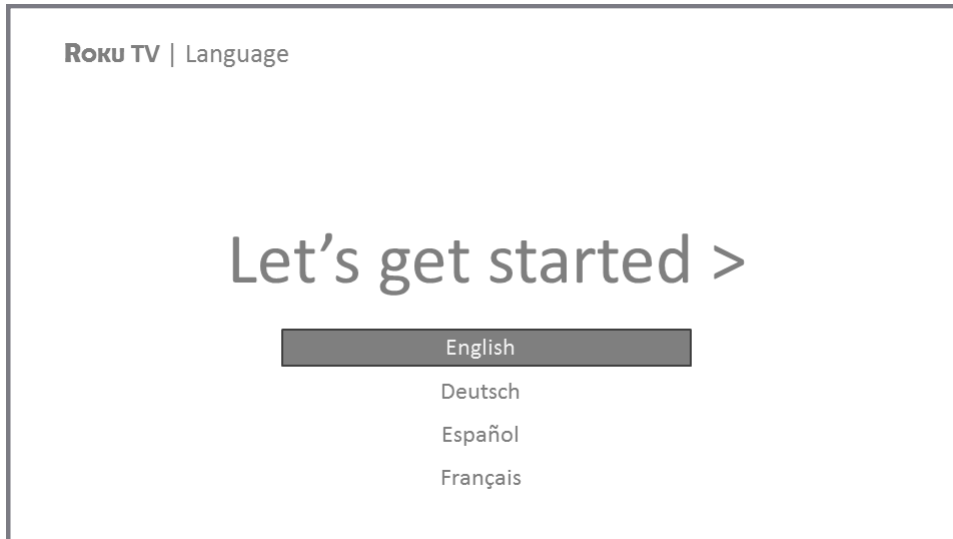 ROKU TV | Language
Let's get started >
English
Deutsch
Español
Français